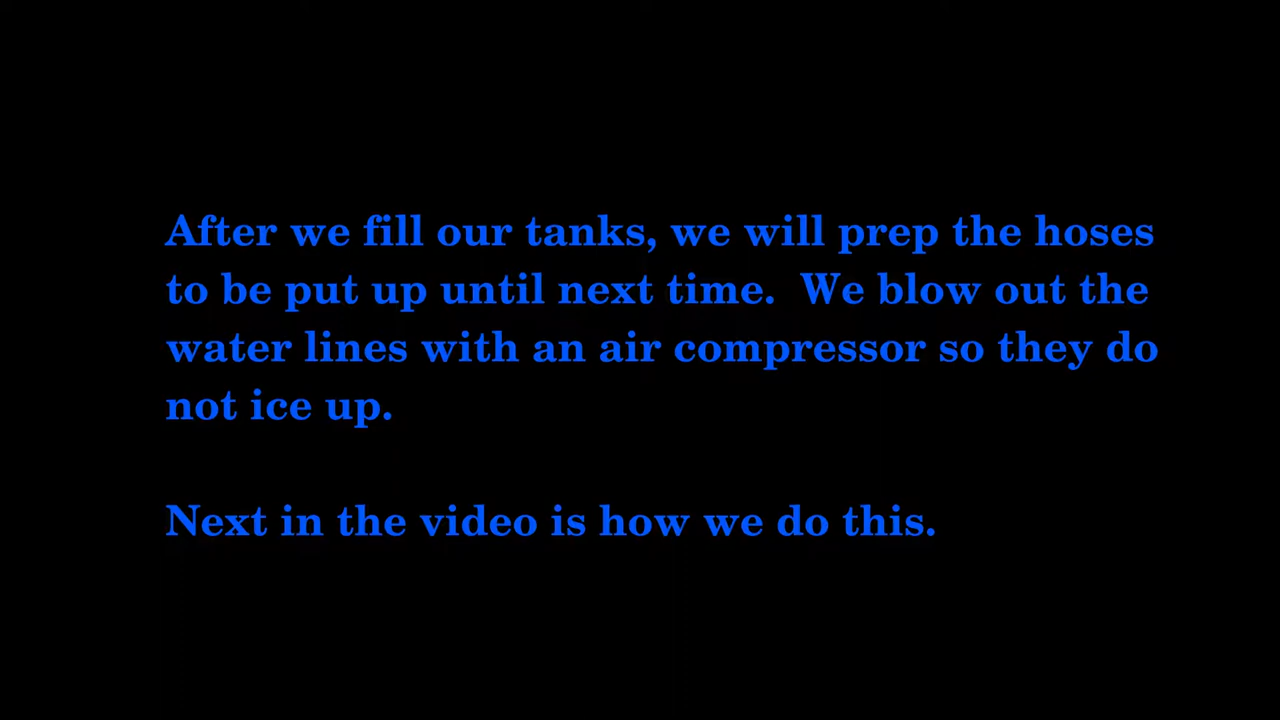 After we fill our tanks, we will prep the hoses
to be put up until next time.  We blow out the
water lines with an air compressor so they do
not ice up.
Next in the video is how we do this.